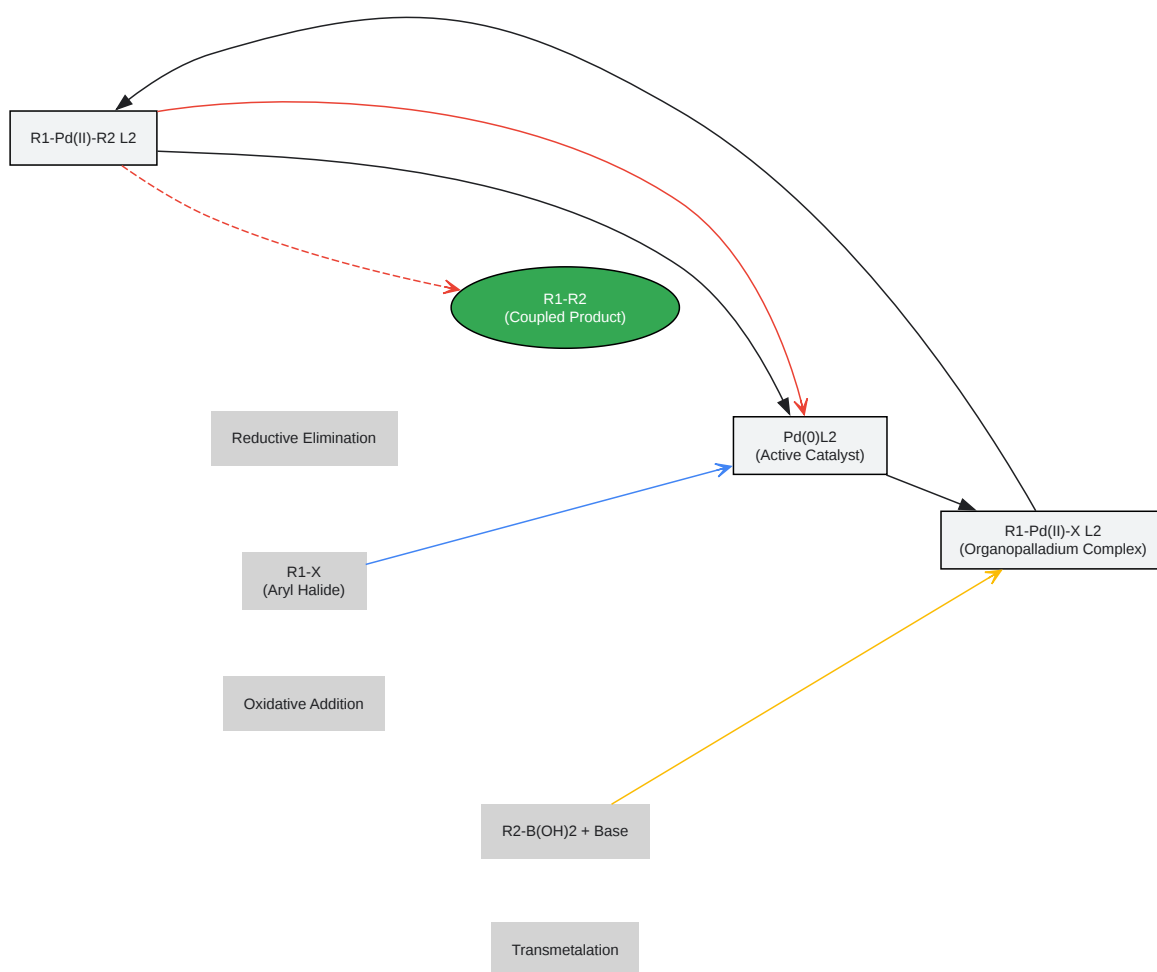 R1-Pd(II)-R2 L2
R1-R2
(Coupled Product)
Reductive Elimination
Pd(0)L2
(Active Catalyst)
R1-Pd(II)-X L2
(Organopalladium Complex)
R1-X
(Aryl Halide)
Oxidative Addition
R2-B(OH)2 + Base
Transmetalation